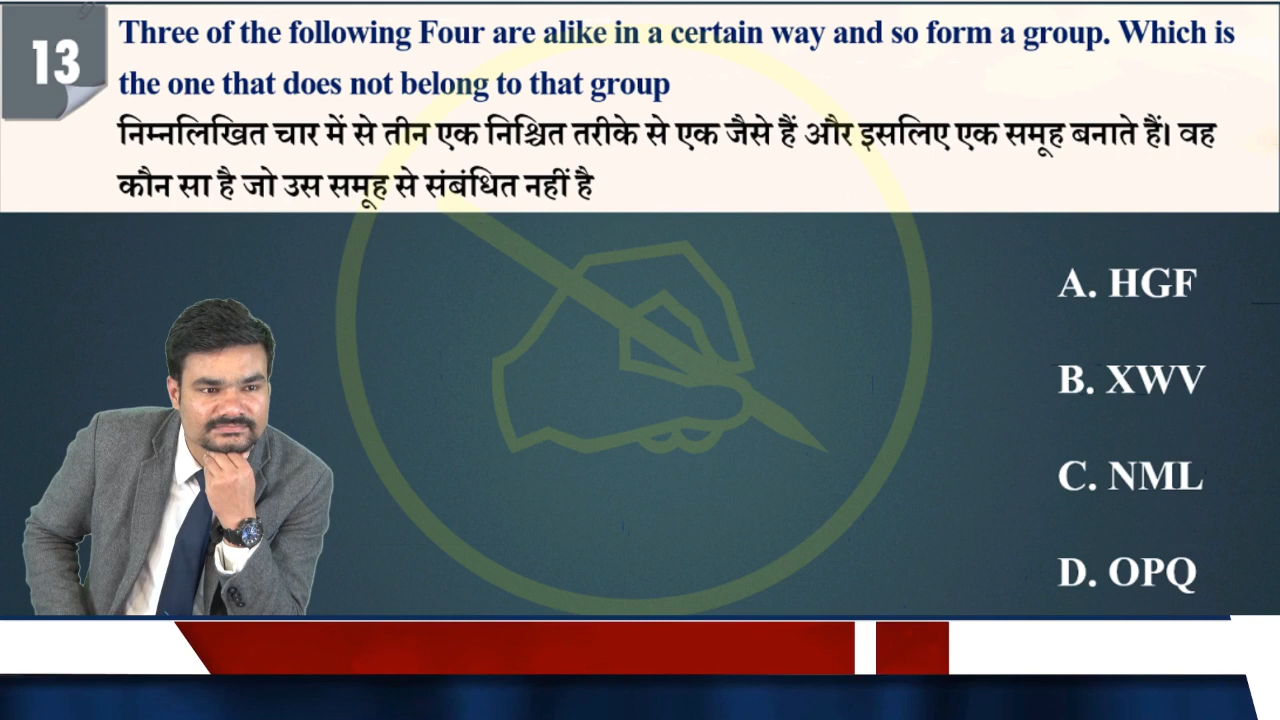 13
Three of the following Four are alike in a certain way and so form a group. Which is
the one that does not belong to that group
निम्नलिखित चार में से तीन एक निश्चित तरीके से एक जैसे हैं और इसलिए एक समूह बनाते हैं। वह
कौन सा है जो उस समूह से संबंधित नहीं है
A. HGF
B. XWV
C. NML
D. OPQ